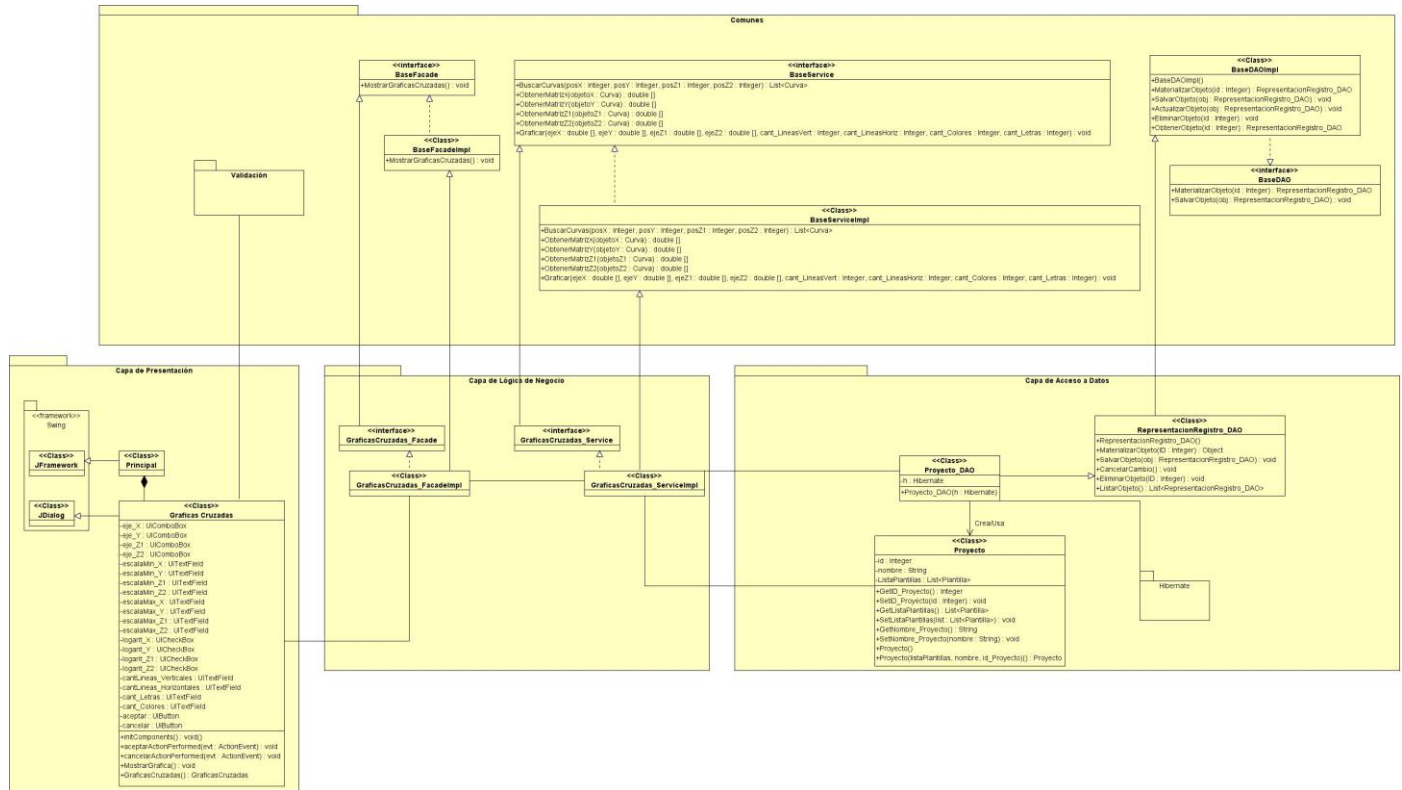 Comunes
<<interface>>
BaseFacade
+MostrarGraficasCruzadas() : void
<<Class>>
BaseFacadeImpl
+MostrarGraficasCruzadas() : void
<<interface>>
BaseService
+BuscarCurvas(posX : Integer, posY : Integer, posZ1 : Integer, posZ2 : Integer) : List<Curva>
+ObtenerMatrizX(objetoX : Curva) : double []
+ObtenerMatrizY(objetoY : Curva) : double []
+ObtenerMatrizZ1(objetoZ1 : Curva) : double []
+ObtenerMatrizZ2(objetoZ2 : Curva) : double []
+Graficar(ejeX : double [], ejeY : double [], ejeZ1 : double [], ejeZ2 : double [], cant_LineasVert : Integer, cant_LineasHoriz : Integer, cant_Colores : Integer, cant_Letras : Integer) : void
<<Class>>
BaseServiceImpl
+BuscarCurvas(posX : Integer, posY : Integer, posZ1 : Integer, posZ2 : Integer) : List<Curva>
+ObtenerMatrizX(objetoX : Curva) : double []
+ObtenerMatrizY(objetoY : Curva) : double []
+ObtenerMatrizZ1(objetoZ1 : Curva) : double []
+ObtenerMatrizZ2(objetoZ2 : Curva) : double []
+Graficar(ejeX : double [], ejeY : double [], ejeZ1 : double [], ejeZ2 : double [], cant_LineasVert : Integer, cant_LineasHoriz : Integer, cant_Colores : Integer, cant_Letras : Integer) : void
<<Class>>
BaseDAOImpl
+BaseDAOImpl()
+MaterializarObjeto(id : Integer) : RepresentacionRegistro_DAO
+SalvarObjeto(obj : RepresentacionRegistro_DAO) : void
+ActualizarObjeto(obj : RepresentacionRegistro_DAO) : void
+EliminarObjeto(id : Integer) : void
+ObtenerObjeto(id : Integer) : RepresentacionRegistro_DAO
<<interface>>
BaseDAO
+MaterializarObjeto(id : Integer) : RepresentacionRegistro_DAO
+SalvarObjeto(obj : RepresentacionRegistro_DAO) : void
Validación
Capa de Presentación
<<framework>>
Swing
<<Class>>
JFramework
<<Class>>
Principal
<<Class>>
JDialog
<<Class>>
Graficas Cruzadas
-eje_X : UIComboBox
-eje_Y : UIComboBox
-eje_Z1 : UIComboBox
-eje_Z2 : UIComboBox
-escalaMin_X : UITextField
-escalaMin_Y : UITextField
-escalaMin_Z1 : UITextField
-escalaMin_Z2 : UITextField
-escalaMax_X : UITextField
-escalaMax_Y : UITextField
-escalaMax_Z1 : UITextField
-escalaMax_Z2 : UITextField
-logarit_X : UICheckBox
-logarit_Y : UICheckBox
-logarit_Z1 : UICheckBox
-logarit_Z2 : UICheckBox
-cantLineas_Verticales : UITextField
-cantLineas_Horizontales : UITextField
-cant_Letras : UITextField
-cant_Colores : UITextField
-aceptar : UIButton
-cancelar : UIButton
+initComponents() : void()
+aceptarActionPerformed(evt : ActionEvent) : void
+cancelarActionPerformed(evt : ActionEvent) : void
+MostrarGrafica() : void
+GraficasCruzadas() : GraficasCruzadas
Capa de Lógica de Negocio
<<interface>>
GraficasCruzadas_Facade
<<Class>>
GraficasCruzadas_FacadeImpl
<<interface>>
GraficasCruzadas_Service
<<Class>>
GraficasCruzadas_ServiceImpl
Capa de Acceso a Datos
<<Class>>
Proyecto_DAO
-h : Hibernate
+Proyecto_DAO(h : Hibernate)
<<Class>>
RepresentacionRegistro_DAO
+RepresentacionRegistro_DAO()
+MaterializarObjeto(ID : Integer) : Object
+SalvarObjeto(obj : RepresentacionRegistro_DAO) : void
+CancelarCambio() : void
+EliminarObjeto(ID : Integer) : void
+ListarObjeto() : List<RepresentacionRegistro_DAO>
Crea/Usa
<<Class>>
Proyecto
-id : Integer
-nombre : String
-ListaPlantillas : List<Plantilla>
+GetID_Proyecto() : Integer
+SetID_Proyecto(id : Integer) : void
+GetListaPlantillas() : List<Plantilla>
+SetListaPlantillas(list : List<Plantilla>) : void
+GetNombre_Proyecto() : String
+SetNombre_Proyecto(nombre : String) : void
+Proyecto()
+Proyecto(listaPlantillas, nombre, id_Proyecto)() : Proyecto
Hibernate